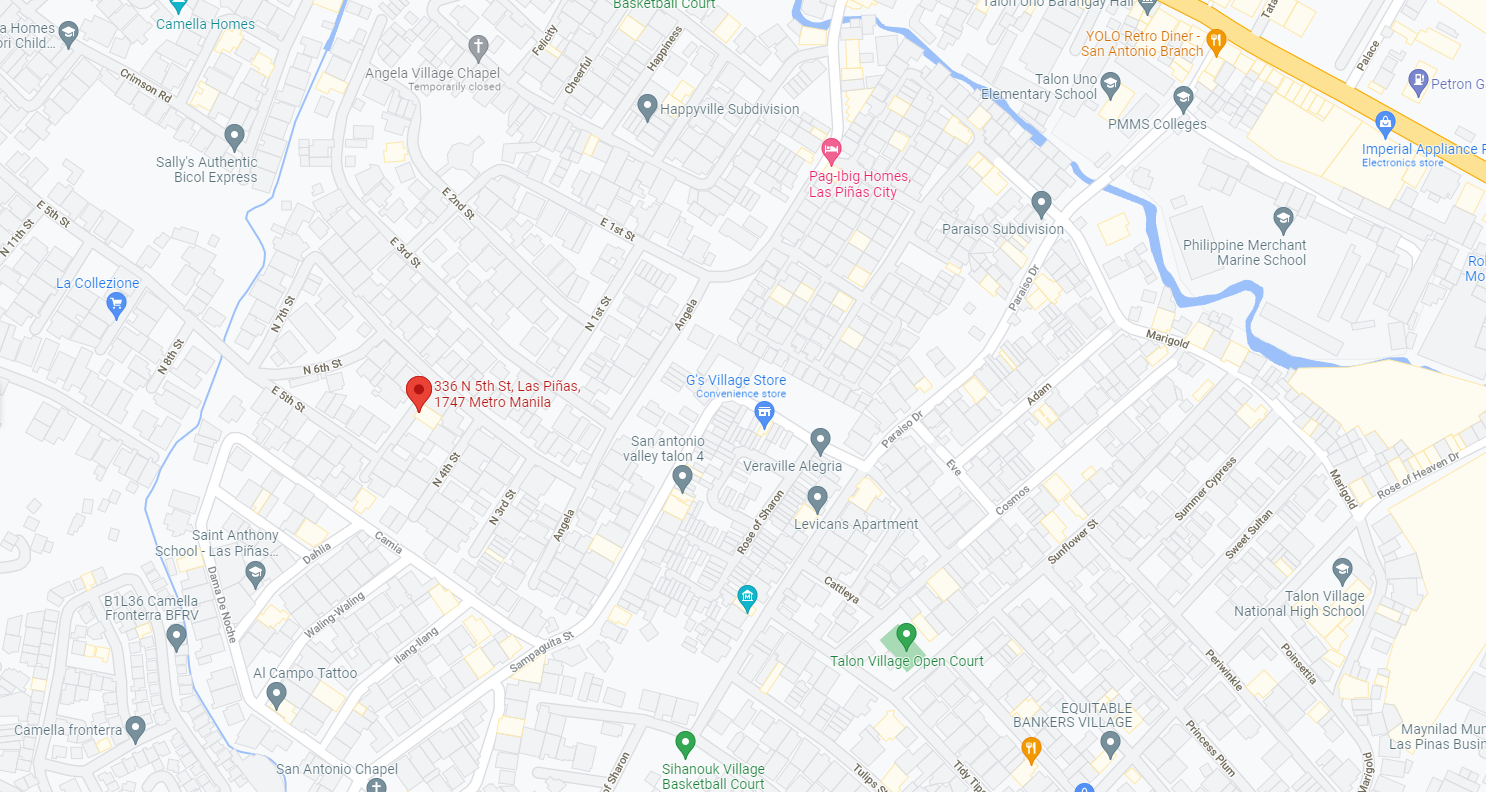 Basketball Court
Talon Uno Barangay Hall
Camella Homes
a Homes
ori Child...
Felicity
Happiness
Cheerful
Tata
Palace
YOLO Retro Diner -
San Antonio Branch
Angela Village Chapel
Temporarily closed
Crimson Rd
Happyville Subdivision
Talon Uno
Elementary School
Petron Ga
PMMS Colleges
Imperial Appliance P
Electronics store
Sally's Authentic
Bicol Express
Pag-Ibig Homes,
Las Piñas City
E 5th St
N 11th St
E 2nd St
E 1st St
E 3rd St
Paraiso Subdivision
Philippine Merchant
Marine School
Ro
Mo
La Collezione
N 7th St
N 1st St
Angela
Paraiso Dr
Marigold
N 8th St
N 6th St
336 N 5th St, Las Piñas,
1747 Metro Manila
E 5th St
G's Village Store
Convenience store
Adam
San antonio
valley talon 4
Veraville Alegria
Paraiso Dr
Eve
N 4th St
N 3rd St
Angela
Rose of Sharon
Levicans Apartment
Cosmos
Summer Cypress
Sweet Sultan
Marigold
Rose of Heaven Dr
Sunflower St
Saint Anthony
School - Las Piñas...
Dahlia
Camia
Dama De Noche
Waling-Waling
Ilang-Ilang
Sampaguita St
Cattleya
Talon Village
National High School
B1L36 Camella
Fronterra BFRV
Talon Village Open Court
Al Campo Tattoo
Periwinkle
Poinsettia
Camella fronterra
EQUITABLE
BANKERS VILLAGE
Princess Plum
Maynilad Mun
Las Pinas Busin
San Antonio Chapel
Sihanouk Village
Basketball Court
of Sharon
Tulips St
Tidy Tips
Marigold